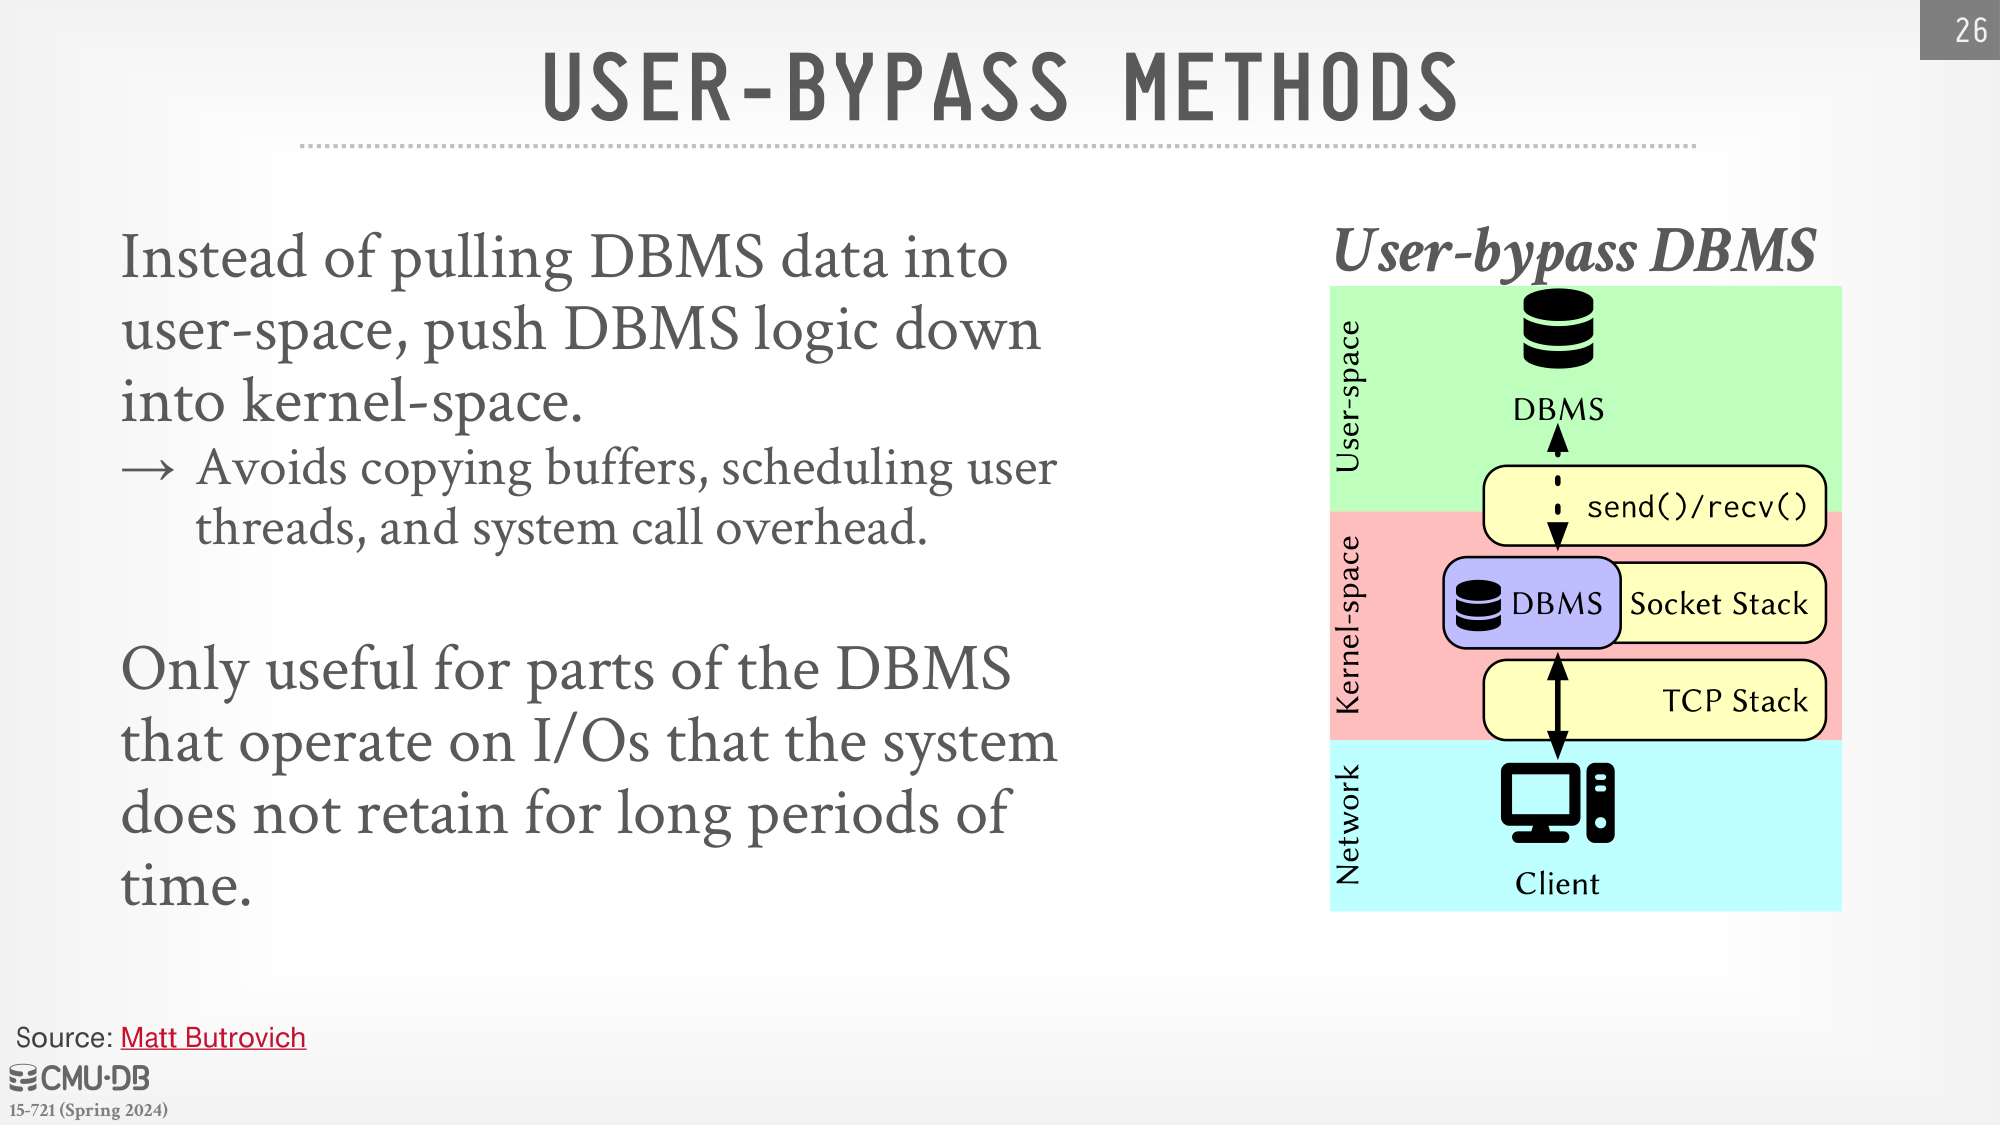 26
USER-BYPASS METHODS
Instead of pulling DBMS data into
user-space, push DBMS logic down
into kernel-space.
→ Avoids copying buffers, scheduling user
threads, and system call overhead.
Only useful for parts of the DBMS
that operate on I/Os that the system
does not retain for long periods of
time.
User-bypass DBMS
User-space
DBMS
send()/recv()
Kernel-space
DBMS
Socket Stack
TCP Stack
Network
Client
Source: Matt Butrovich
CMU·DB
15-721 (Spring 2024)